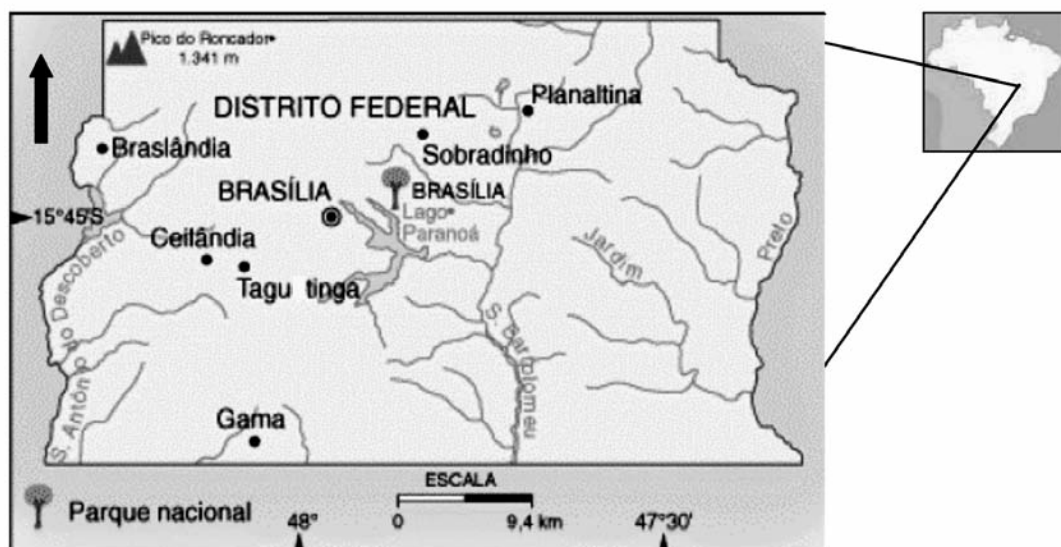 Pico do Roncador
1.341 m
DISTRITO FEDERAL
Planaltina
Braslândia
Sobradinho
BRASÍLIA
BRASÍLIA
15°45'S
Lago
Paranoá
Ceilândia
Tagu tinga
Jardim
Preto
S. Antônio do Descoberto
S. Bartolomeu
Gama
ESCALA
Parque nacional
0 9,4 km
48° 47°30'